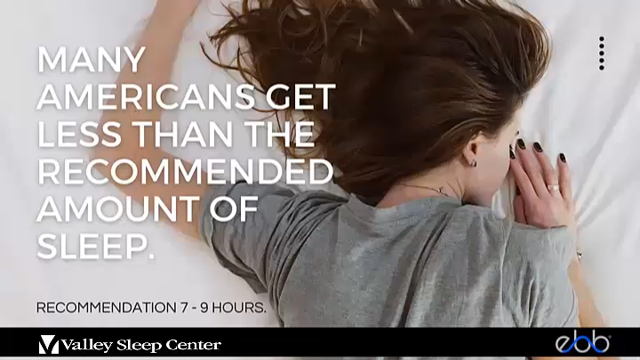 MANY
AMERICANS GET
LESS THAN THE
RECOMMENDED
AMOUNT OF
SLEEP.
RECOMMENDATION 7 - 9 HOURS.
Valley Sleep Center
ebb